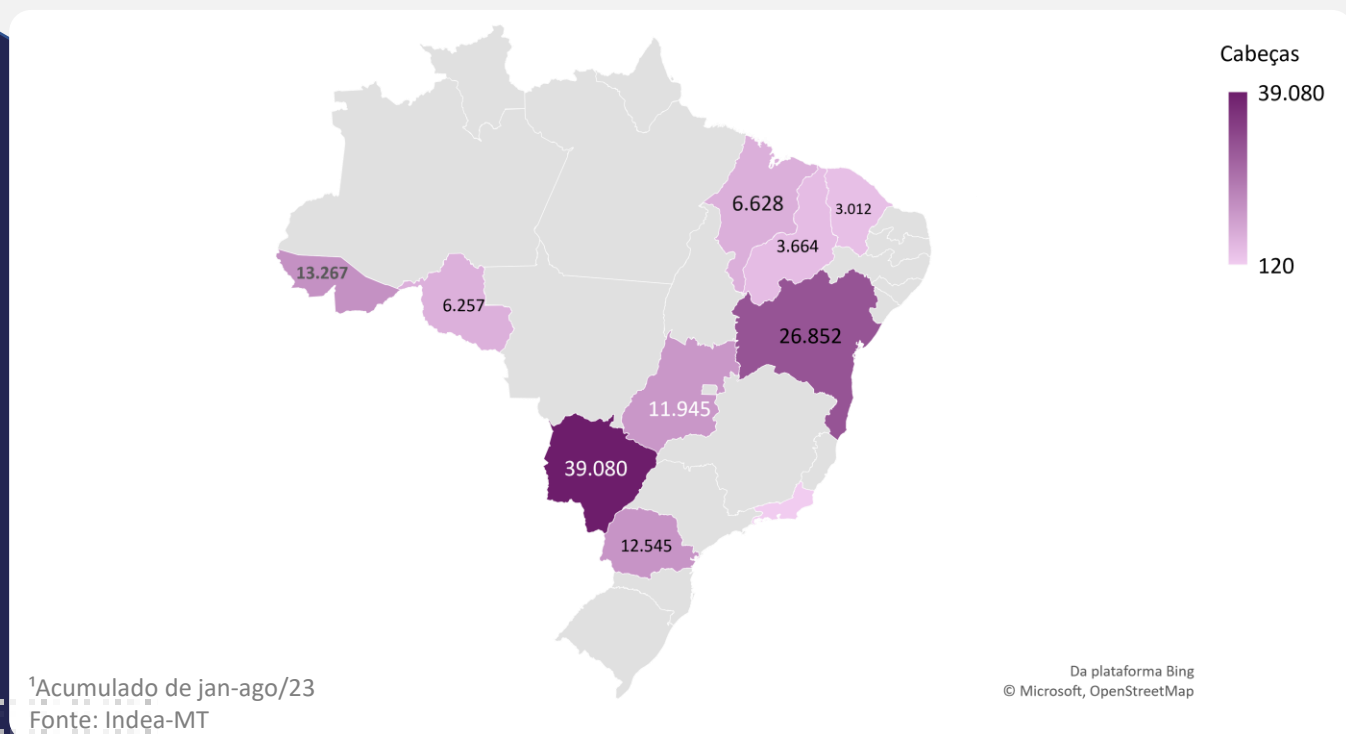 Cabeças
39.080
120
6.628
3.012
3.664
13.267
6.257
26.852
11.945
39.080
12.545
¹Acumulado de jan-ago/23
Fonte: Indea-MT
Da plataforma Bing
© Microsoft, OpenStreetMap